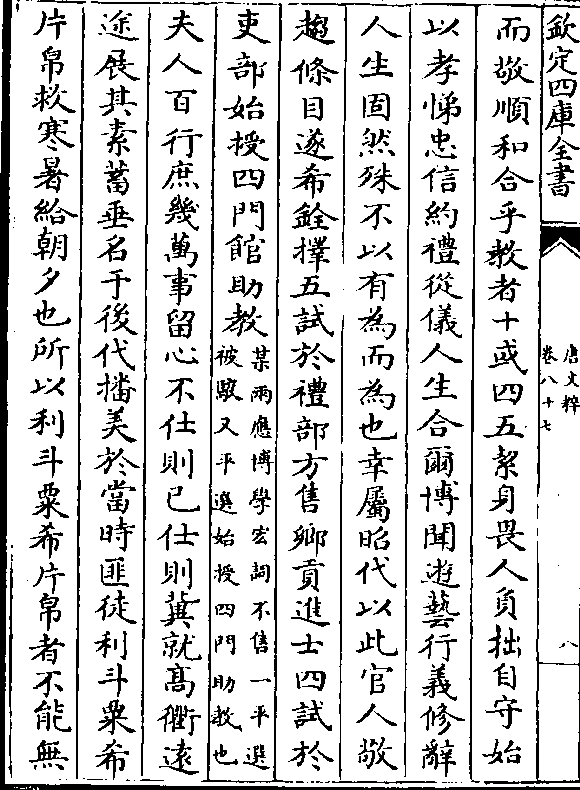 欽定四庫全書
唐文粹
卷八十七
八
而敬順和合乎教者十或四五潔身畏人負拙自守始
以孝悌忠信約禮從儀人生合爾博聞遊藝行義修辭
人生固然殊不以有為而為也幸屬昭代以此官人敬
趨條目遂希銓擇五試於禮部方售鄉貢進士四試於
吏部始授四門館助教某兩應博學宏詞不售一平選
被駮又平選始授四門助教也
夫人百行庶幾萬事留心不仕則已仕則冀就髙衢遠
途展其素蓄垂名于後代播美於當時匪徒利斗粟希
片帛救寒暑給朝夕也所以利斗粟希片帛者不能無